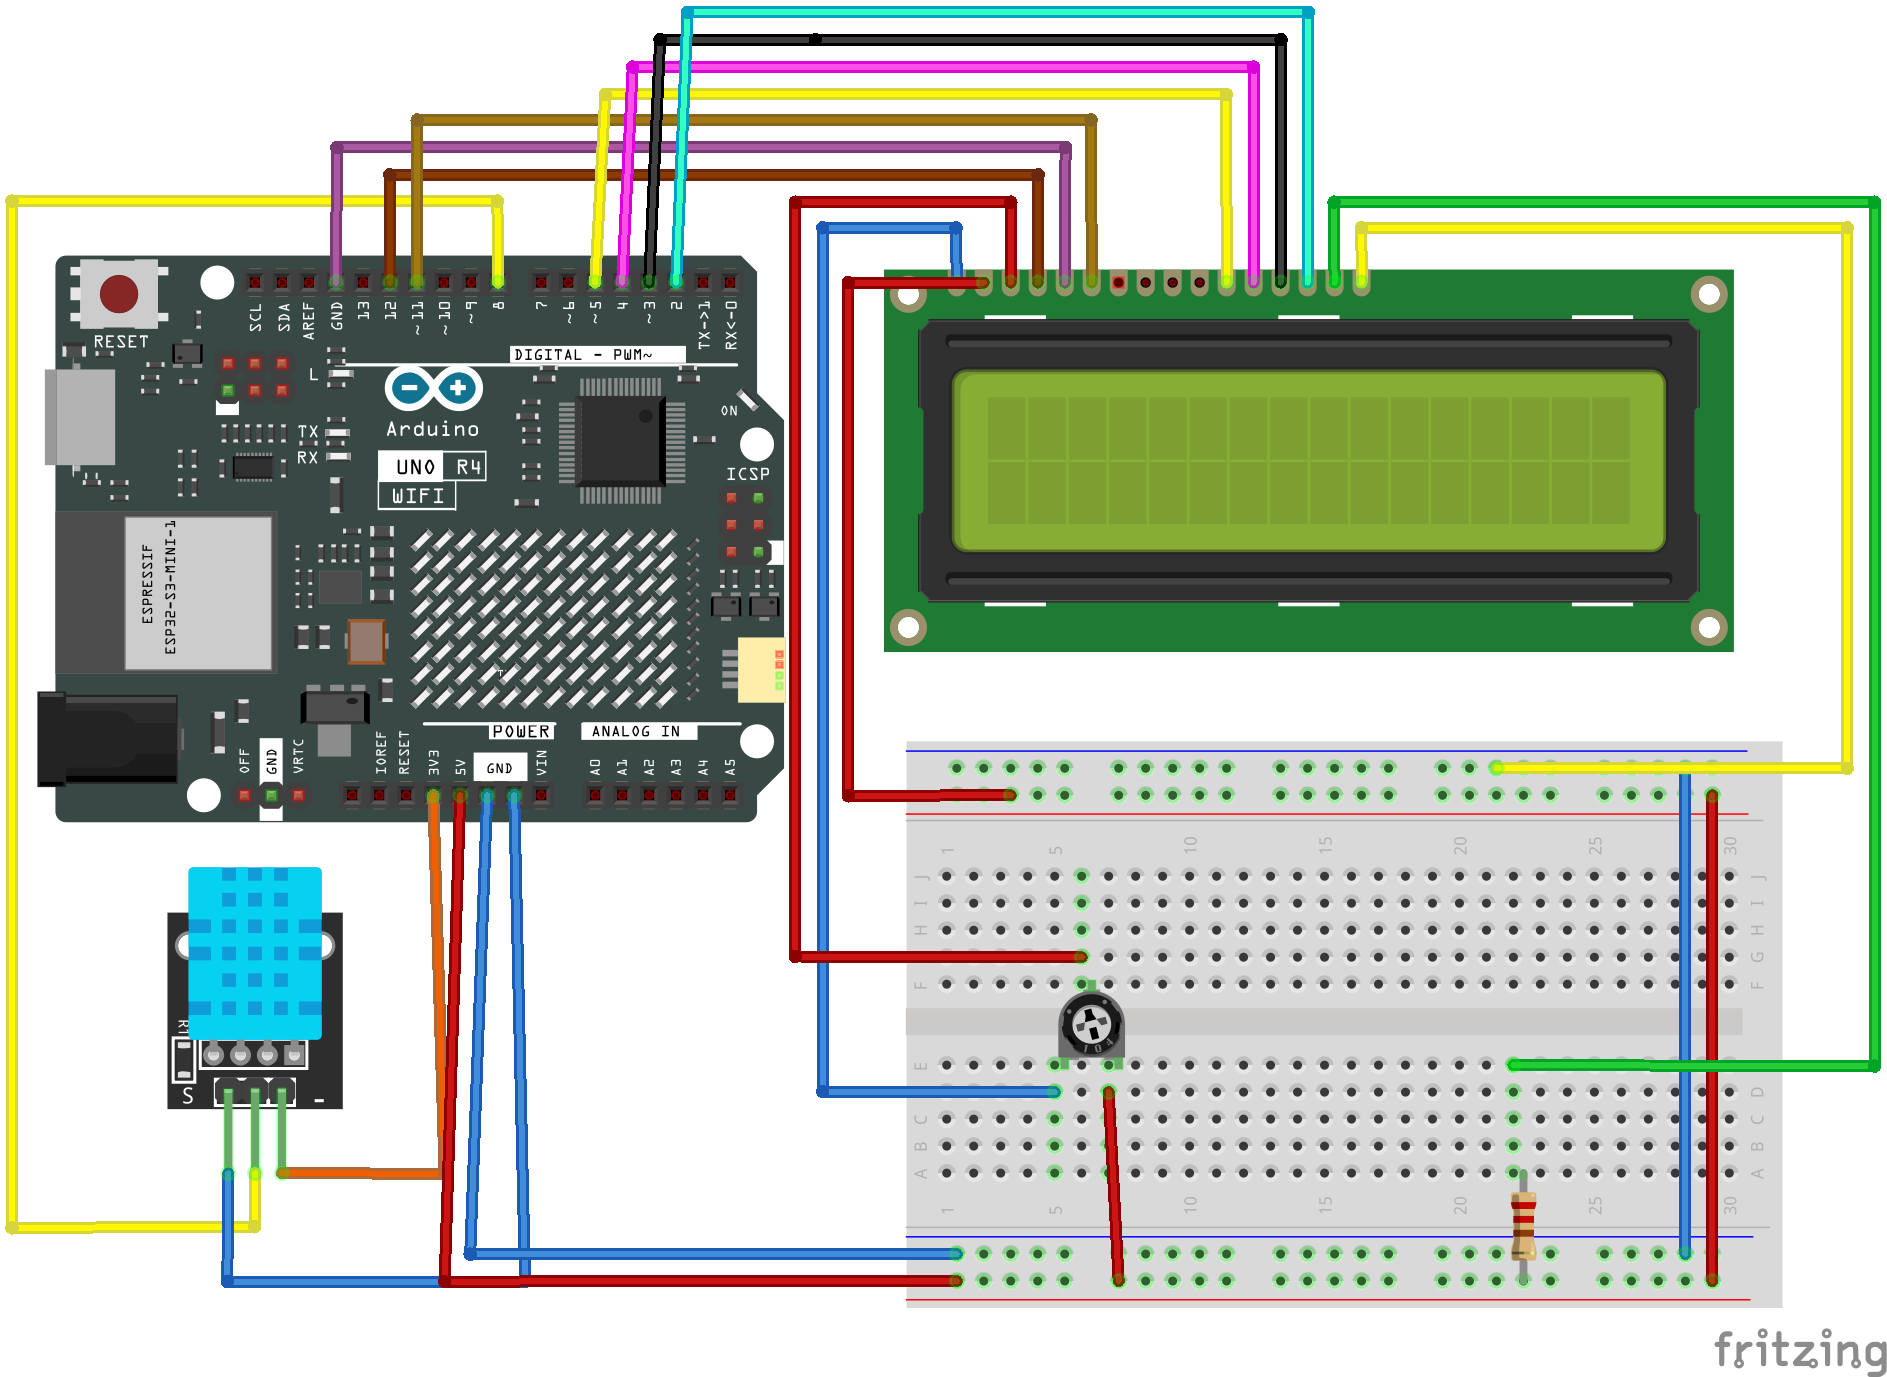 RESET
SCL SDA AREF GND 13 12 ~11 ~10 ~9 8 7 ~6 ~5 4 ~3 2 TX->1 RX<-0
DIGITAL - PWM~
L
ON
Arduino
TX
RX
UNO R4
WIFI
ICSP
ESPRESSIF
ESP32-S3-MINI-1
POWER ANALOG IN
OFF GND VRTC IOREF RESET 3V3 5V GND VIN A0 A1 A2 A3 A4 A5
1 5 10 15 20 25 30
J J
I I
H H
G G
F F
E E
D D
C C
B B
A A
1 5 10 15 20 25 30
R1
S -
104
fritzing